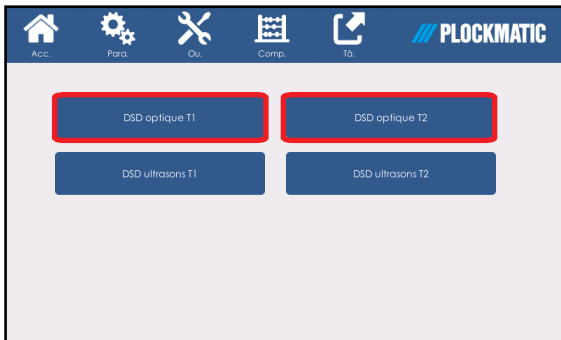 PLOCKMATIC
Acc. Para. Ou. Comp. Tâ.
DSD optique T1 DSD optique T2
DSD ultrasons T1 DSD ultrasons T2